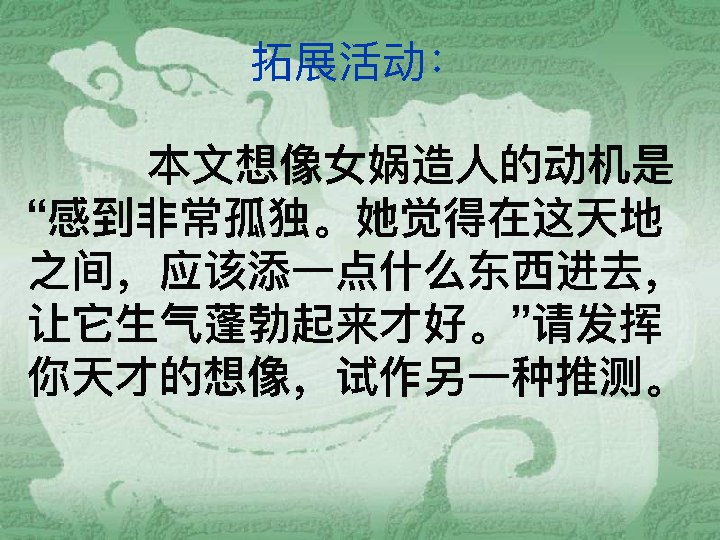 拓展活动：
本文想像女娲造人的动机是
“感到非常孤独。她觉得在这天地
之间，应该添一点什么东西进去，
让它生气蓬勃起来才好。”请发挥
你天才的想像，试作另一种推测。